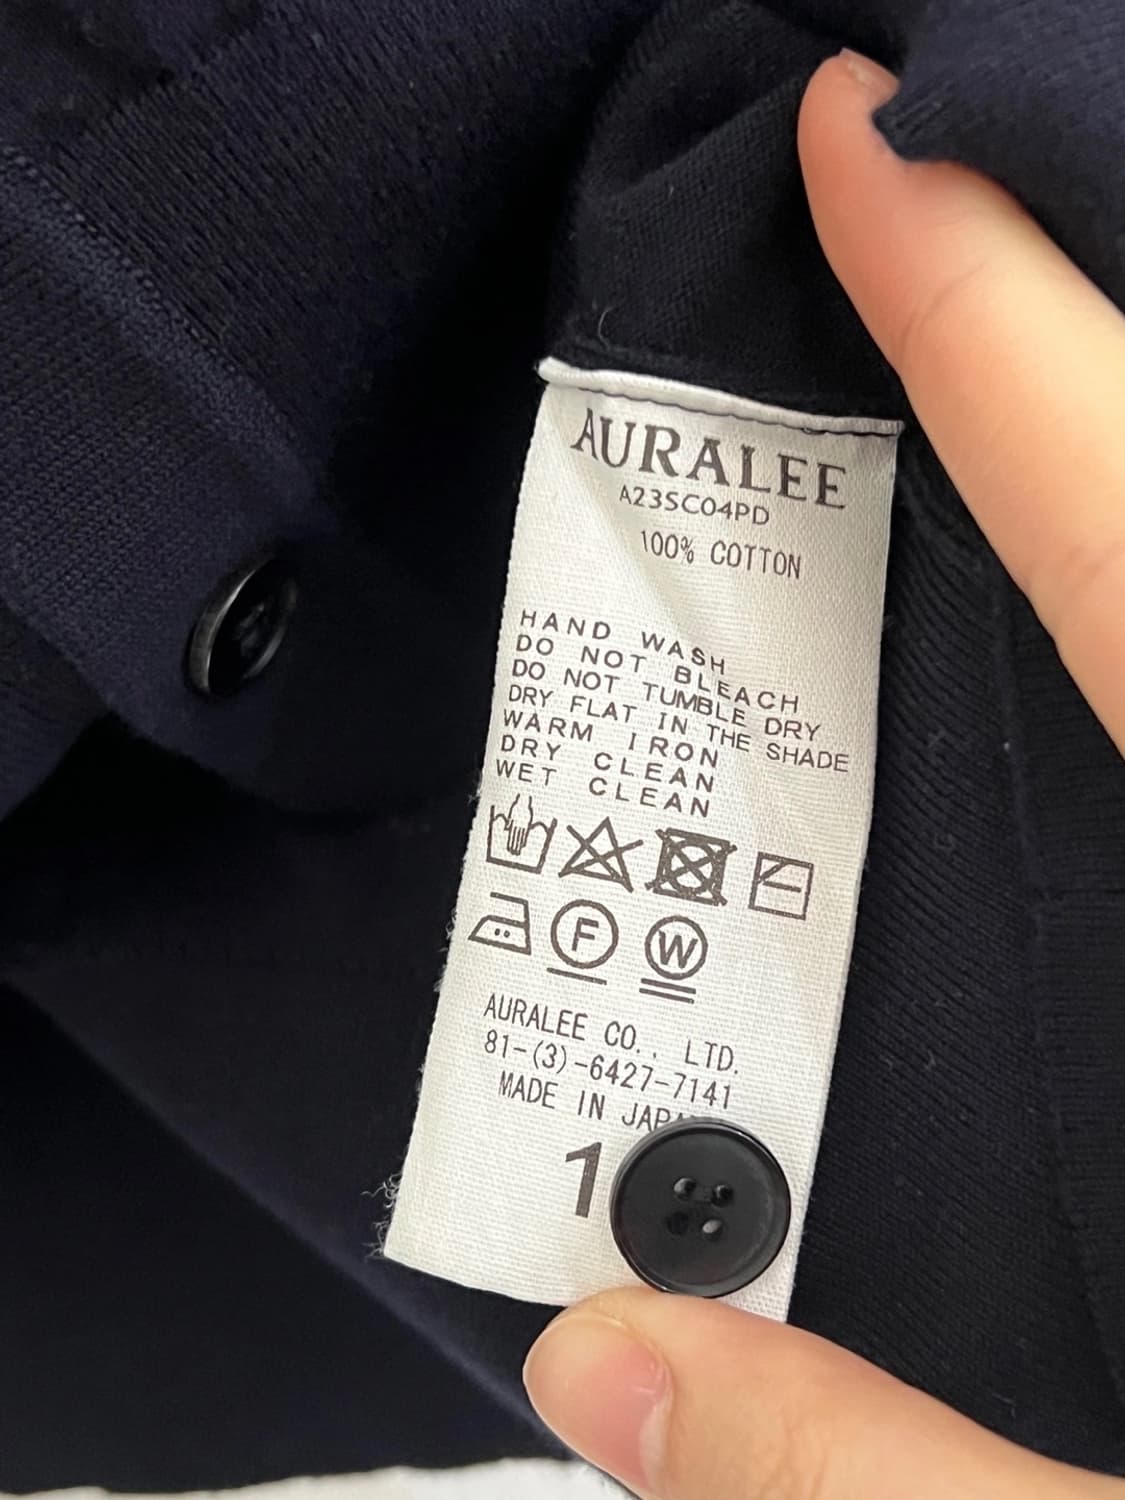 AURALEE
A23SC04PD
100% COTTON
HAND WASH
DO NOT BLEACH
DO NOT TUMBLE DRY
DRY FLAT IN THE SHADE
WARM IRON
DRY CLEAN
WET CLEAN
F W
AURALEE CO., LTD.
81-(3)-6427-7141
MADE IN
1